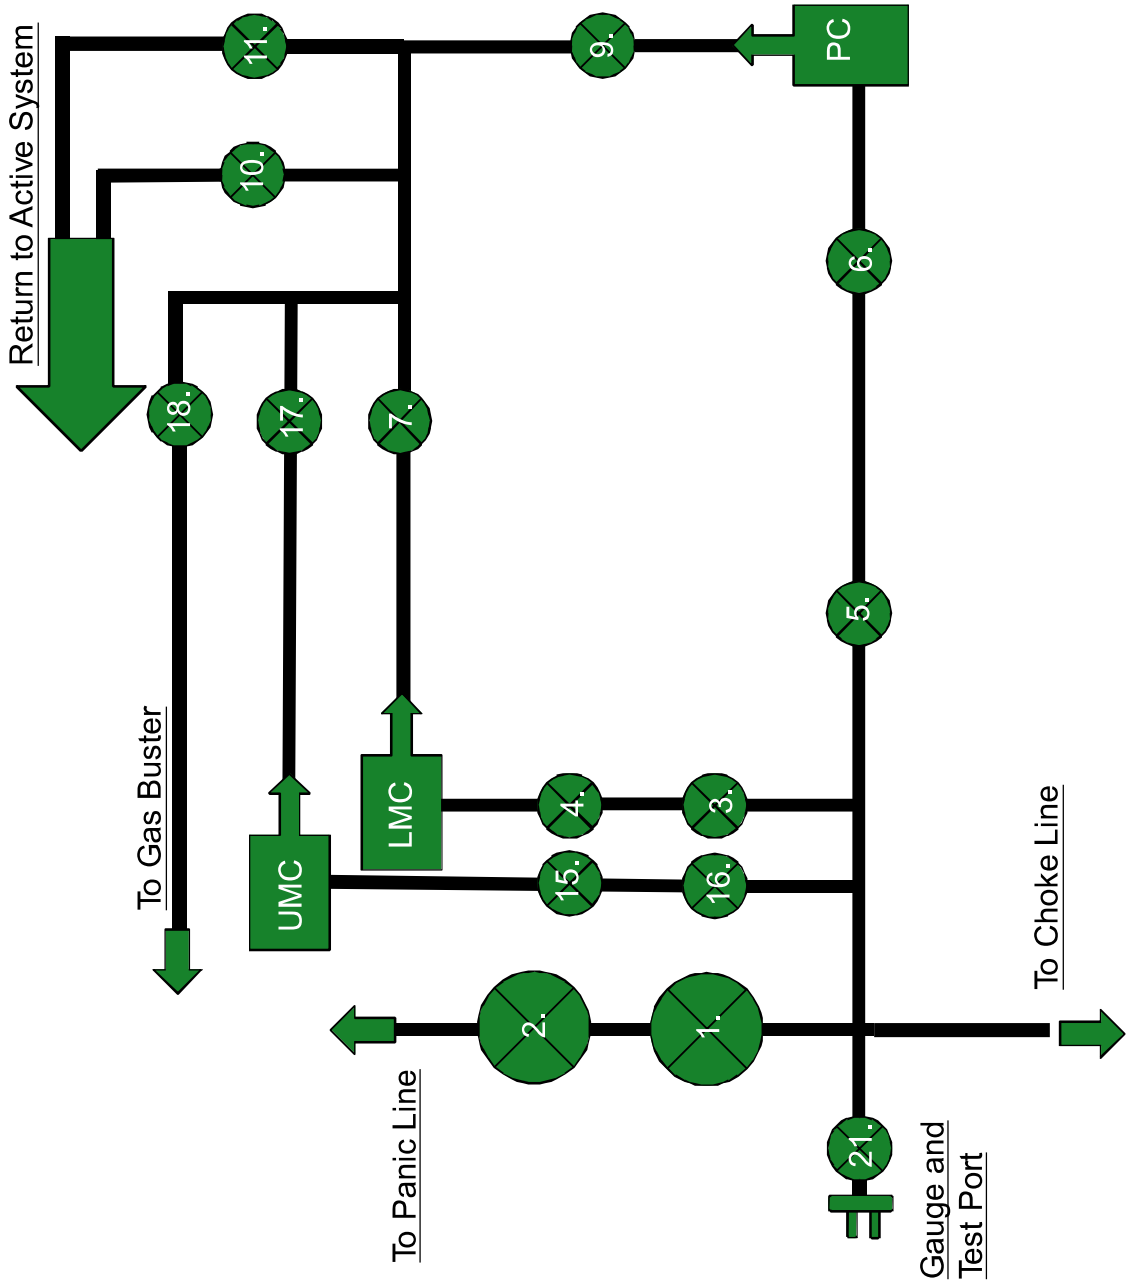 Return to Active System
11.
9.
PC
10.
18.
17.
7.
6.
5.
To Gas Buster
UMC
LMC
4.
3.
15.
16.
To Panic Line
2.
1.
To Choke Line
21.
Gauge and
Test Port